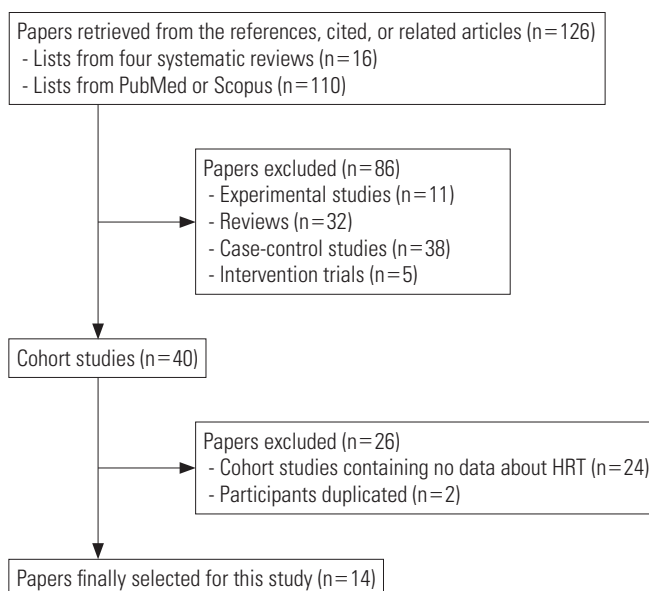 Papers retrieved from the references, cited, or related articles (n=126)
- Lists from four systematic reviews (n=16)
- Lists from PubMed or Scopus (n=110)
Papers excluded (n=86)
- Experimental studies (n=11)
- Reviews (n=32)
- Case-control studies (n=38)
- Intervention trials (n=5)
Cohort studies (n=40)
Papers excluded (n=26)
- Cohort studies containing no data about HRT (n=24)
- Participants duplicated (n=2)
Papers finally selected for this study (n=14)